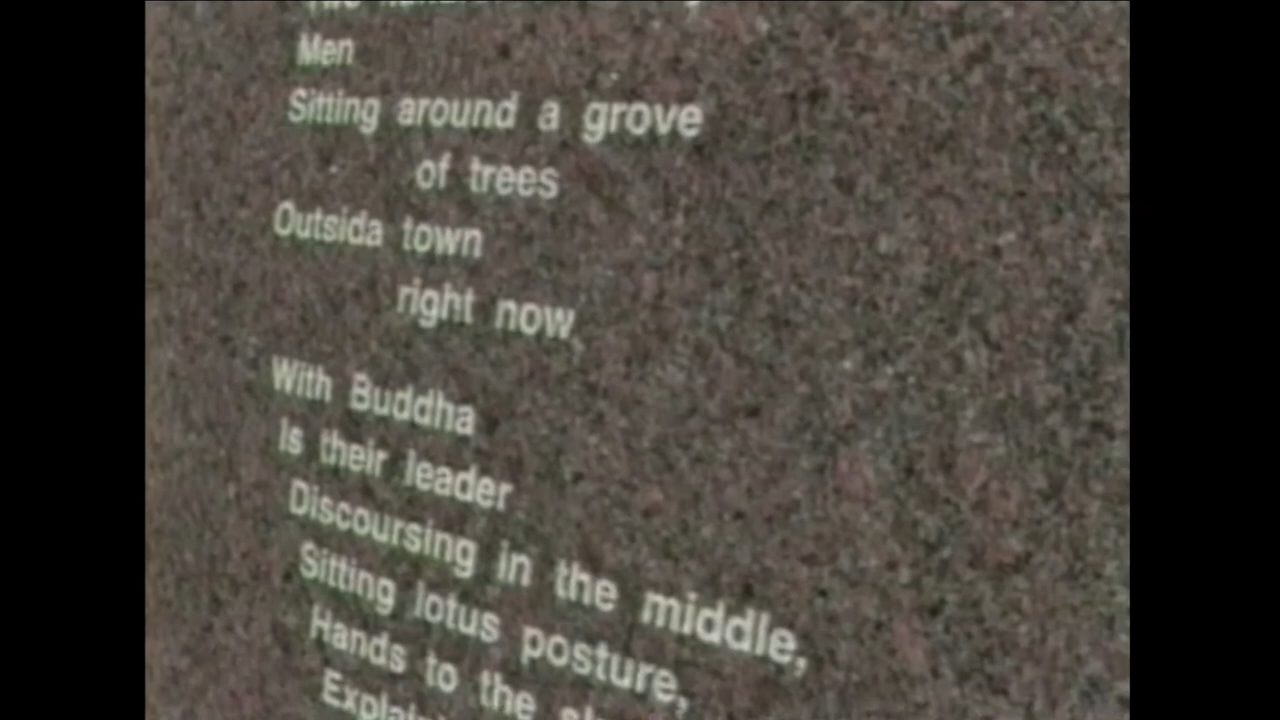 Men
Sitting around a grove
of trees
Outsida town
right now,
With Buddha
Is their leader
Discoursing in the middle,
Sitting lotus posture,
Hands to the